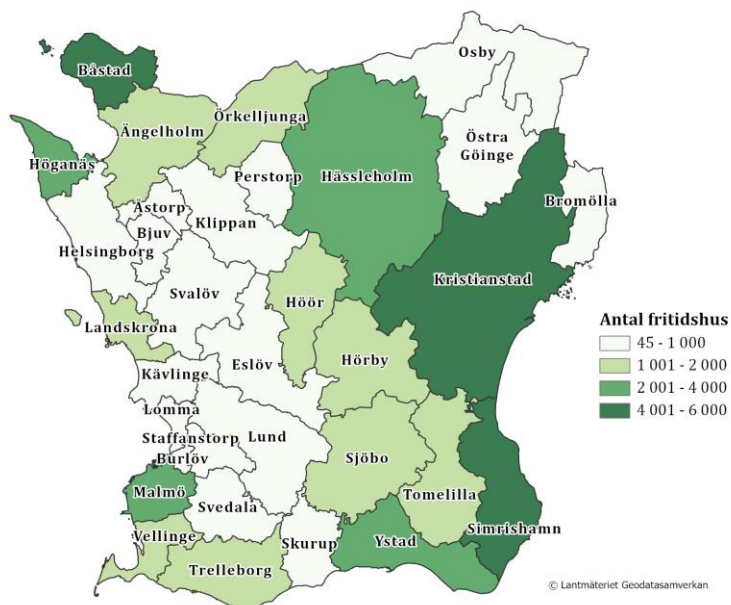 Osby
Båstad
Örkelljunga
Ängelholm
Östra
Göinge
Höganäs
Perstorp
Hässleholm
Bromölla
Åstorp
Klippan
Bjuv
Helsingborg
Kristianstad
Svalöv
Höör
Landskrona
Antal fritidshus
45 - 1 000
1 001 - 2 000
2 001 - 4 000
4 001 - 6 000
Hörby
Eslöv
Kävlinge
Lomma
Staffanstorp
Lund
Burlöv
Sjöbo
Malmö
Tomelilla
Svedala
Simrishamn
Vellinge
Skurup
Ystad
Trelleborg
© Lantmäteriet Geodatasamverkan